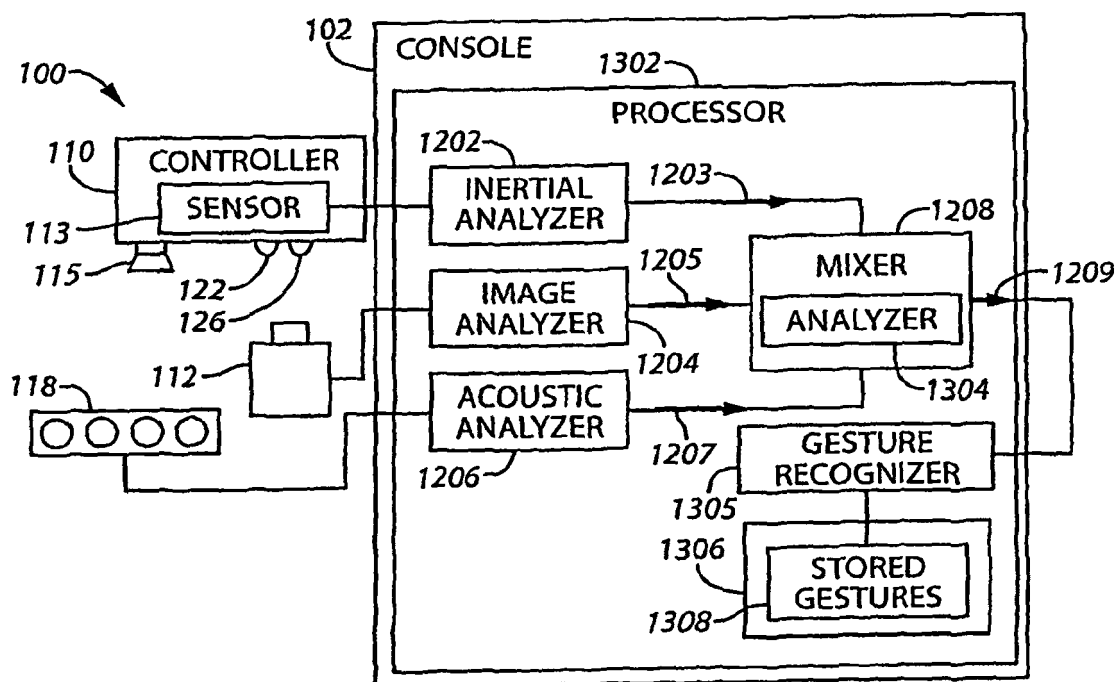 102
CONSOLE
100
1302
PROCESSOR
110
CONTROLLER
1202
113
SENSOR
INERTIAL
ANALYZER
1203
1208
115
122
126
1205
MIXER
1209
IMAGE
ANALYZER
ANALYZER
112
1204
1304
118
ACOUSTIC
ANALYZER
1207
1206
GESTURE
RECOGNIZER
1305
1306
STORED
GESTURES
1308